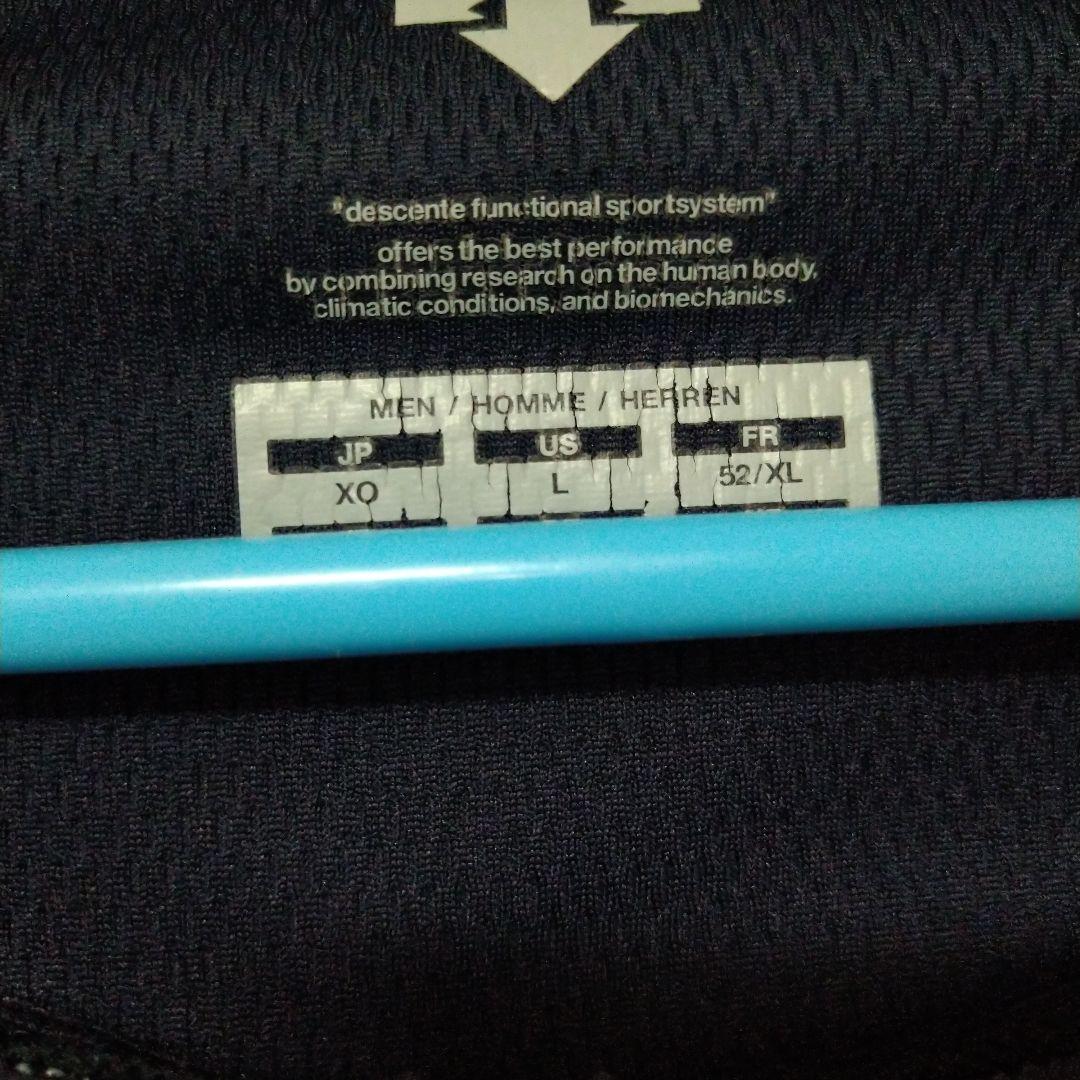 "descente functional sportsystem"
offers the best performance
by combining research on the human body,
climatic conditions, and biomechanics.
MEN / HOMME / HERREN
JP US FR
XO L 52/XL